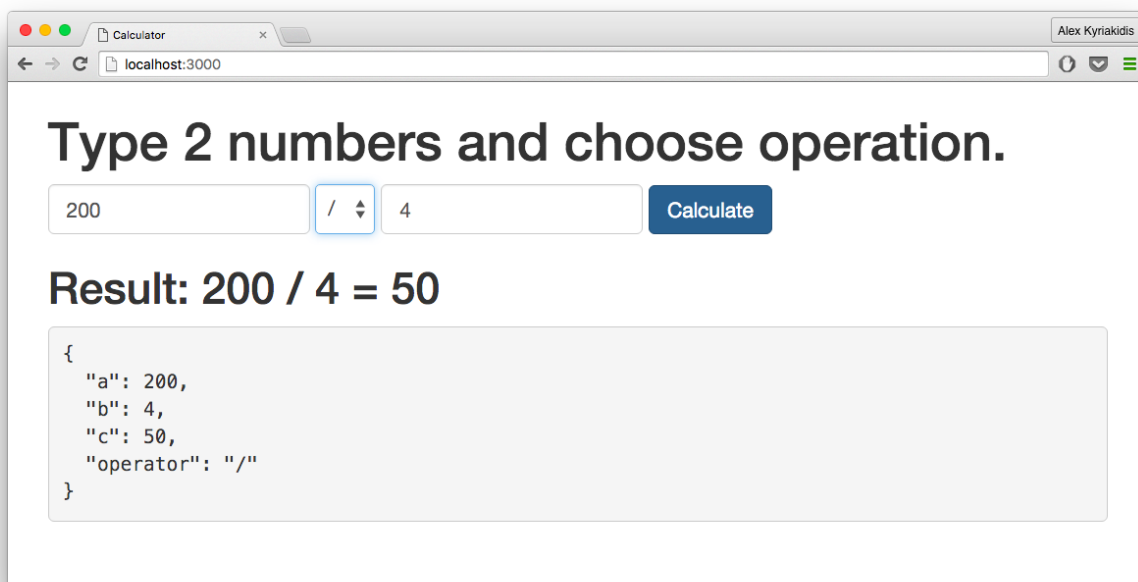 Calculator
Alex Kyriakidis
localhost:3000
Type 2 numbers and choose operation.
200 / 4 Calculate
Result: 200 / 4 = 50
{
"a": 200,
"b": 4,
"c": 50,
"operator": "/"
}